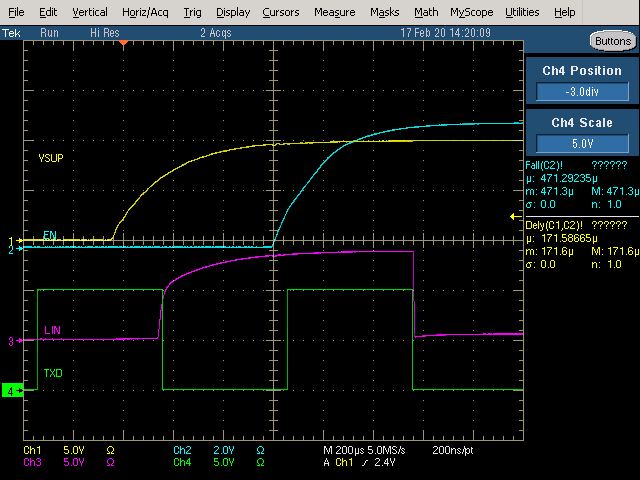 File Edit Vertical Horiz/Acq Trig Display Cursors Measure Masks Math MyScope Utilities Help
Tek Run Hi Res 2 Acqs 17 Feb 20 14:20:09
Buttons
Ch4 Position
-3.0div
Ch4 Scale
5.0V
VSUP
Fall(C2)! ??????
µ: 471.29235µ
m: 471.3µ M: 471.3µ
σ: 0.0 n: 1.0
Dely(C1,C2)! ??????
µ: 171.58665µ
m: 171.6µ M: 171.6µ
σ: 0.0 n: 1.0
EN
1
2
LIN
3
TXD
4
Ch1 5.0V Ω Ch2 2.0V Ω M 200µs 5.0MS/s 200ns/pt
Ch3 5.0V Ω Ch4 5.0V Ω A Ch1 ∫ 2.4V